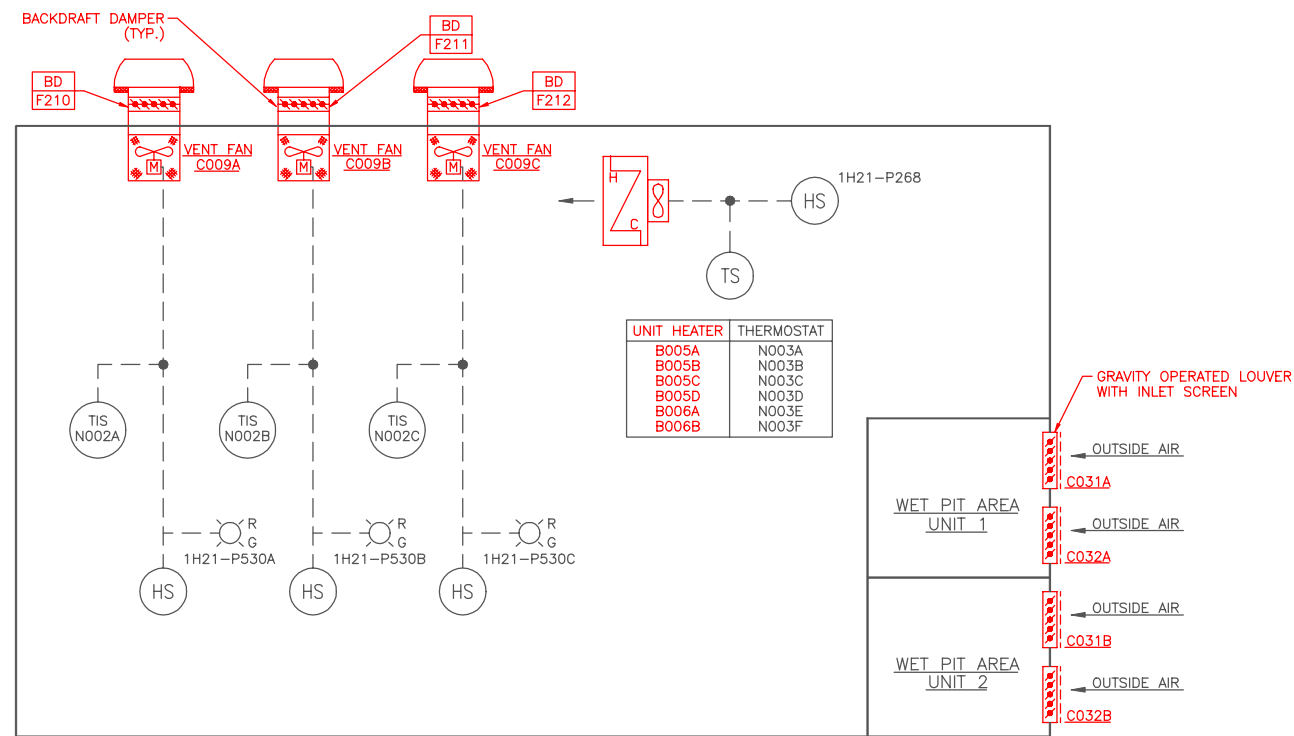 BACKDRAFT DAMPER
(TYP.)
BD
F211
BD
F210
BD
F212
VENT FAN
C009A
VENT FAN
C009B
VENT FAN
C009C
M
M
M
H
C
HS
1H21-P268
TS
UNIT HEATER THERMOSTAT
B005A N003A
B005B N003B
B005C N003C
B005D N003D
B006A N003E
B006B N003F
TIS
N002A
TIS
N002B
TIS
N002C
R
G
1H21-P530A
R
G
1H21-P530B
R
G
1H21-P530C
HS
HS
HS
GRAVITY OPERATED LOUVER
WITH INLET SCREEN
OUTSIDE AIR
C031A
WET PIT AREA
UNIT 1
OUTSIDE AIR
C032A
OUTSIDE AIR
C031B
WET PIT AREA
UNIT 2
OUTSIDE AIR
C032B